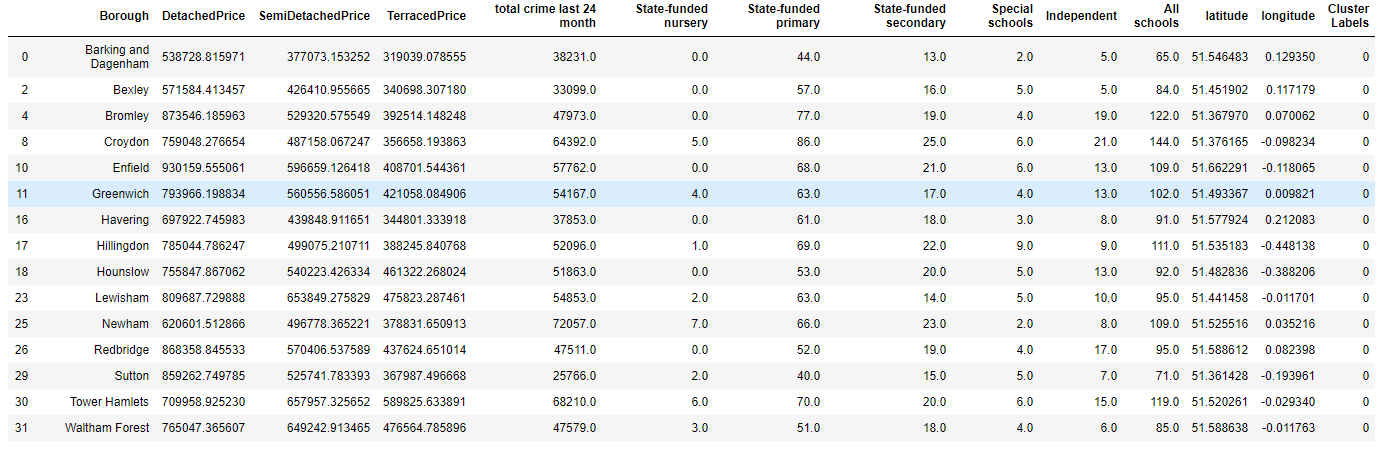 Borough DetachedPrice SemiDetachedPrice TerracedPrice total crime last 24 month State-funded nursery State-funded primary State-funded secondary Special schools Independent All schools latitude longitude Cluster Labels
0 Barking and Dagenham 538728.815971 377073.153252 319039.078555 38231.0 0.0 44.0 13.0 2.0 5.0 65.0 51.546483 0.129350 0
2 Bexley 571584.413457 426410.955665 340698.307180 33099.0 0.0 57.0 16.0 5.0 5.0 84.0 51.451902 0.117179 0
4 Bromley 873546.185963 529320.575549 392514.148248 47973.0 0.0 77.0 19.0 4.0 19.0 122.0 51.367970 0.070062 0
8 Croydon 759048.276654 487158.067247 356658.193863 64392.0 5.0 86.0 25.0 6.0 21.0 144.0 51.376165 -0.098234 0
10 Enfield 930159.555061 596659.126418 408701.544361 57762.0 0.0 68.0 21.0 6.0 13.0 109.0 51.662291 -0.118065 0
11 Greenwich 793966.198834 560556.586051 421058.084906 54167.0 4.0 63.0 17.0 4.0 13.0 102.0 51.493367 0.009821 0
16 Havering 697922.745983 439848.911651 344801.333918 37853.0 0.0 61.0 18.0 3.0 8.0 91.0 51.577924 0.212083 0
17 Hillingdon 785044.786247 499075.210711 388245.840768 52096.0 1.0 69.0 22.0 9.0 9.0 111.0 51.535183 -0.448138 0
18 Hounslow 755847.867062 540223.426334 461322.268024 51863.0 0.0 53.0 20.0 5.0 13.0 92.0 51.482836 -0.388206 0
23 Lewisham 809687.729888 653849.275829 475823.287461 54853.0 2.0 63.0 14.0 5.0 10.0 95.0 51.441458 -0.011701 0
25 Newham 620601.512866 496778.365221 378831.650913 72057.0 7.0 66.0 23.0 2.0 8.0 109.0 51.525516 0.035216 0
26 Redbridge 868358.845533 570406.537589 437624.651014 47511.0 0.0 52.0 19.0 4.0 17.0 95.0 51.588612 0.082398 0
29 Sutton 859262.749785 525741.783393 367987.496668 25766.0 2.0 40.0 15.0 5.0 7.0 71.0 51.361428 -0.193961 0
30 Tower Hamlets 709958.925230 657957.325652 589825.633891 68210.0 6.0 70.0 20.0 6.0 15.0 119.0 51.520261 -0.029340 0
31 Waltham Forest 765047.365607 649242.913465 476564.785896 47579.0 3.0 51.0 18.0 4.0 6.0 85.0 51.588638 -0.011763 0